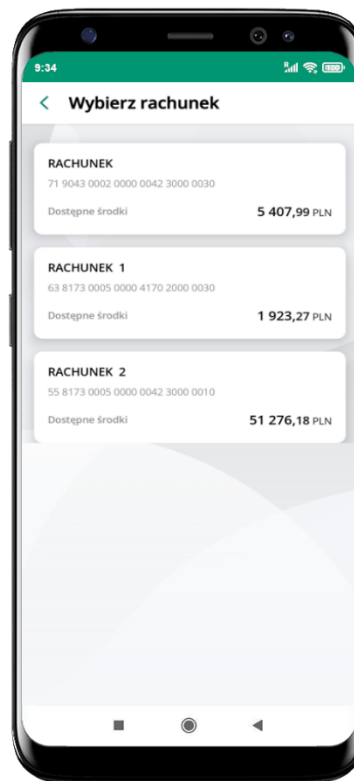 9:34
Wybierz rachunek
RACHUNEK
71 9043 0002 0000 0042 3000 0030
Dostępne środki 5 407,99 PLN
RACHUNEK 1
63 8173 0005 0000 4170 2000 0030
Dostępne środki 1 923,27 PLN
RACHUNEK 2
55 8173 0005 0000 0042 3000 0010
Dostępne środki 51 276,18 PLN